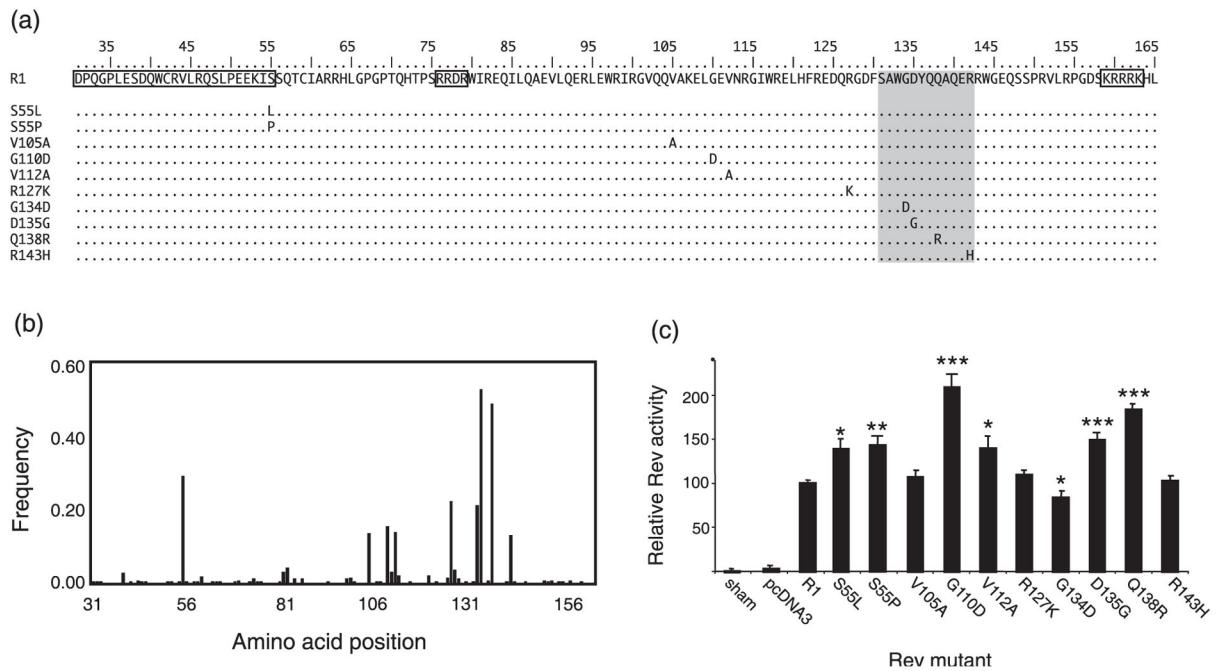 (a)
35 45 55 65 75 85 95 105 115 125 135 145 155 165
R1 DPQGPLESDQWCRVLRQSLPEEKISSQTCIARRHLGPGPTQHTPSRRDRWIREQILQAEVLQERLEWRIRGVQQVAKELGEVNRGIWRELHFREDQRGDFSAWGDYQQAQERRWGEQSSPRVLRPGDSKRRRKHL
S55L ........................L..............................................................................................................
S55P ........................P..............................................................................................................
V105A ..........................................................................A............................................................
G110D ...............................................................................D.......................................................
V112A .................................................................................A.....................................................
R127K ................................................................................................K......................................
G134D .......................................................................................................D...............................
D135G ........................................................................................................G..............................
Q138R ...........................................................................................................R...........................
R143H ...............................................................................................................H.......................
(b)
0.60
0.40
0.20
0.00
Frequency
31 56 81 106 131 156
Amino acid position
(c)
200
150
100
50
Relative Rev activity
* ** *** * * *** ***
sham pcDNA3 R1 S55L S55P V105A G110D V112A R127K G134D D135G Q138R R143H
Rev mutant